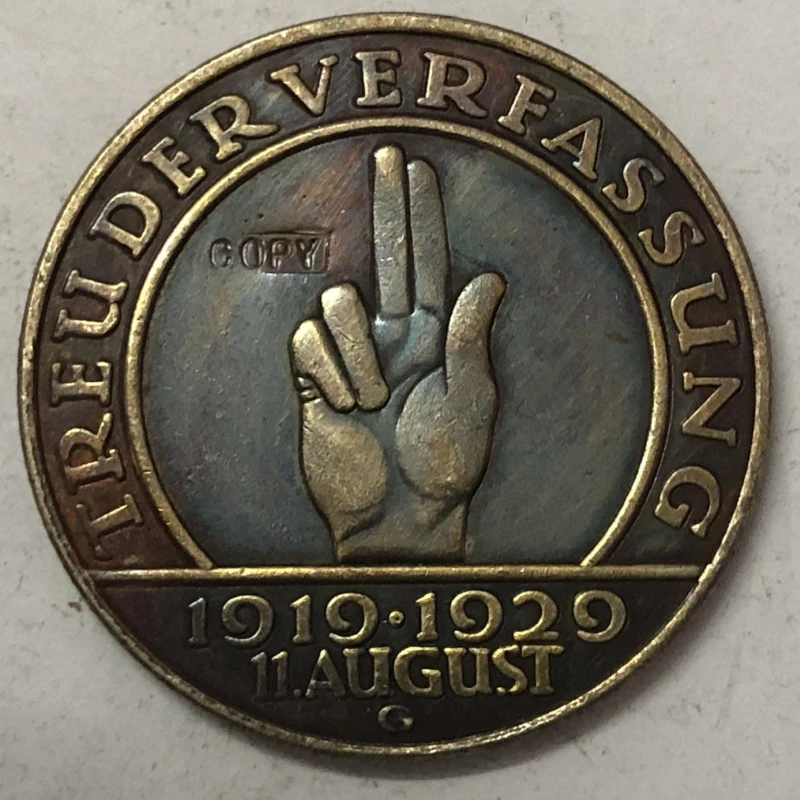 TREU DER VERFASSUNG
COPY
1919·1929
11.AUGUST
G